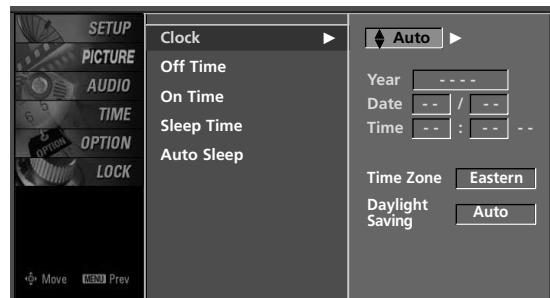 SETUP
PICTURE
AUDIO
TIME
OPTION
LOCK
Move MENU Prev
Clock
Off Time
On Time
Sleep Time
Auto Sleep
Auto
Year - - - -
Date - - / - -
Time - - : - - - -
Time Zone Eastern
Daylight Saving Auto